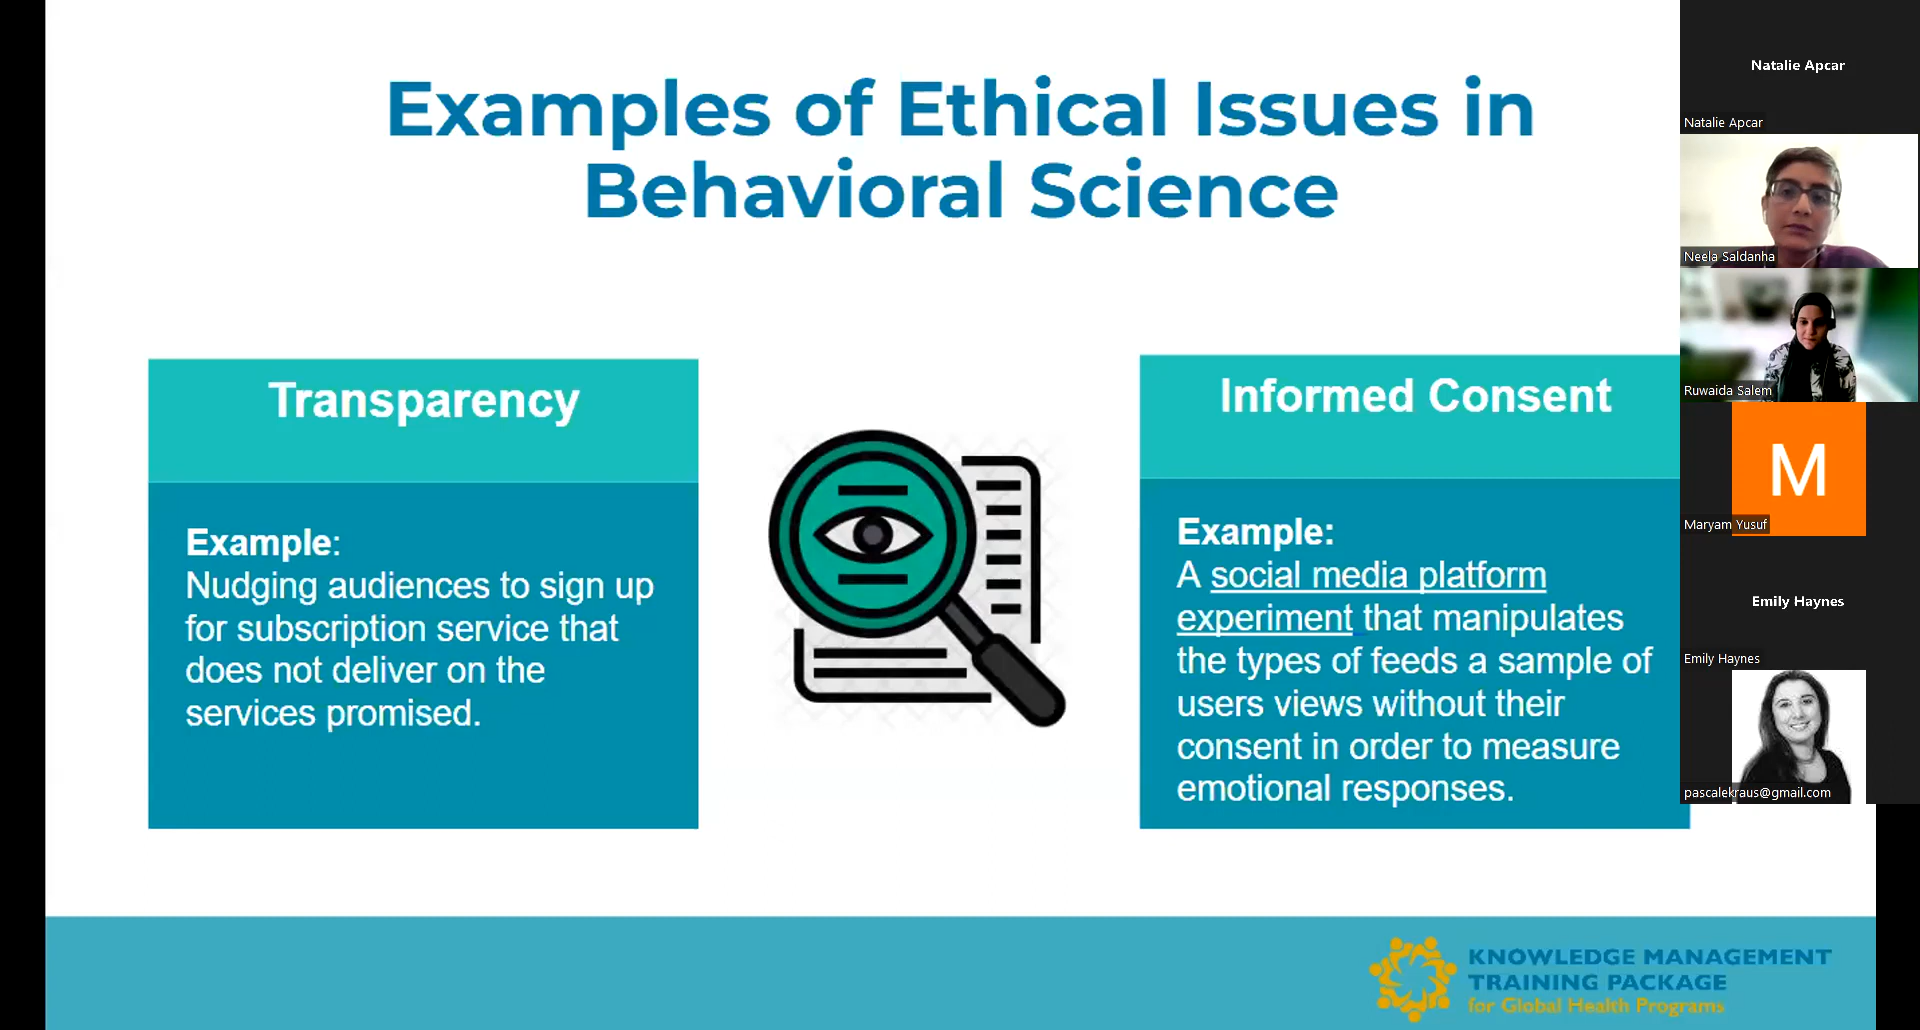 Examples of Ethical Issues in
Behavioral Science
Transparency
Example:
Nudging audiences to sign up
for subscription service that
does not deliver on the
services promised.
Informed Consent
Example:
A social media platform
experiment that manipulates
the types of feeds a sample of
users views without their
consent in order to measure
emotional responses.
KNOWLEDGE MANAGEMENT
TRAINING PACKAGE
for Global Health Programs
Natalie Apcar
Natalie Apcar
Neela Saldanha
Ruwaida Salem
M
Maryam Yusuf
Emily Haynes
Emily Haynes
pascalekraus@gmail.com